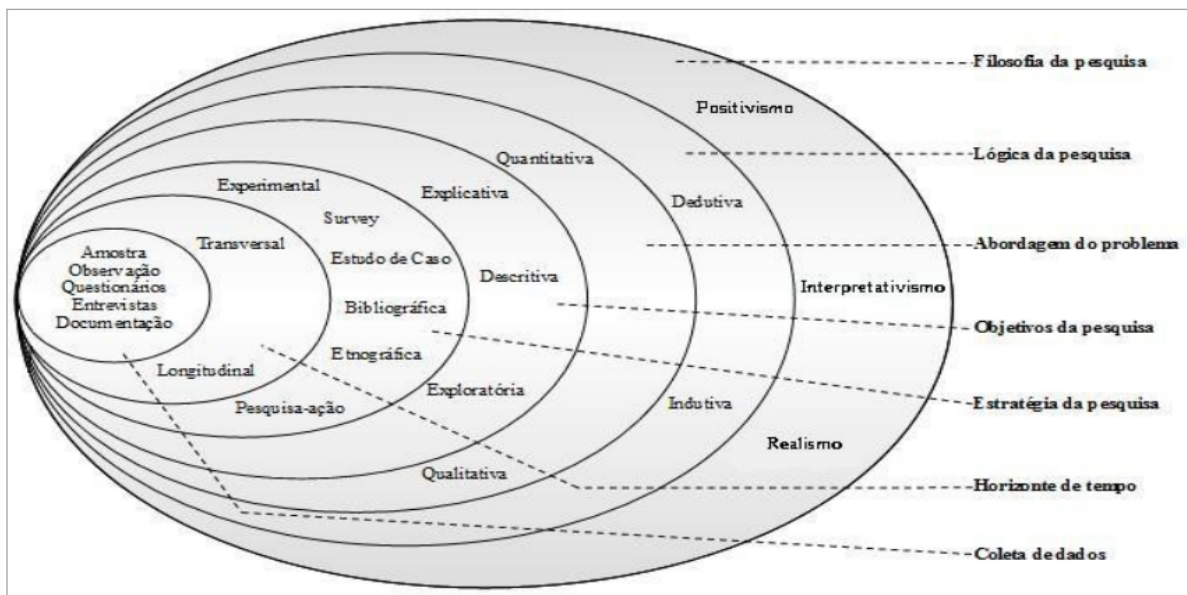 Filosofia da pesquisa
Positivismo
Lógica da pesquisa
Quantitativa
Experimental
Explicativa
Dedutiva
Survey
Transversal
Abordagem do problema
Amostra
Observação
Questionários
Entrevistas
Documentação
Estudo de Caso
Descritiva
Interpretativismo
Bibliográfica
Objetivos da pesquisa
Etnográfica
Longitudinal
Exploratória
Pesquisa-ação
Indutiva
Estratégia da pesquisa
Realismo
Qualitativa
Horizonte de tempo
Coleta de dados